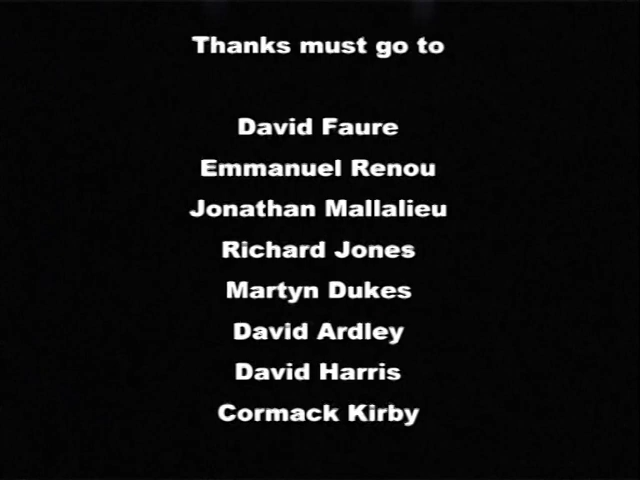 Thanks must go to
David Faure
Emmanuel Renou
Jonathan Mallalieu
Richard Jones
Martyn Dukes
David Ardley
David Harris
Cormack Kirby